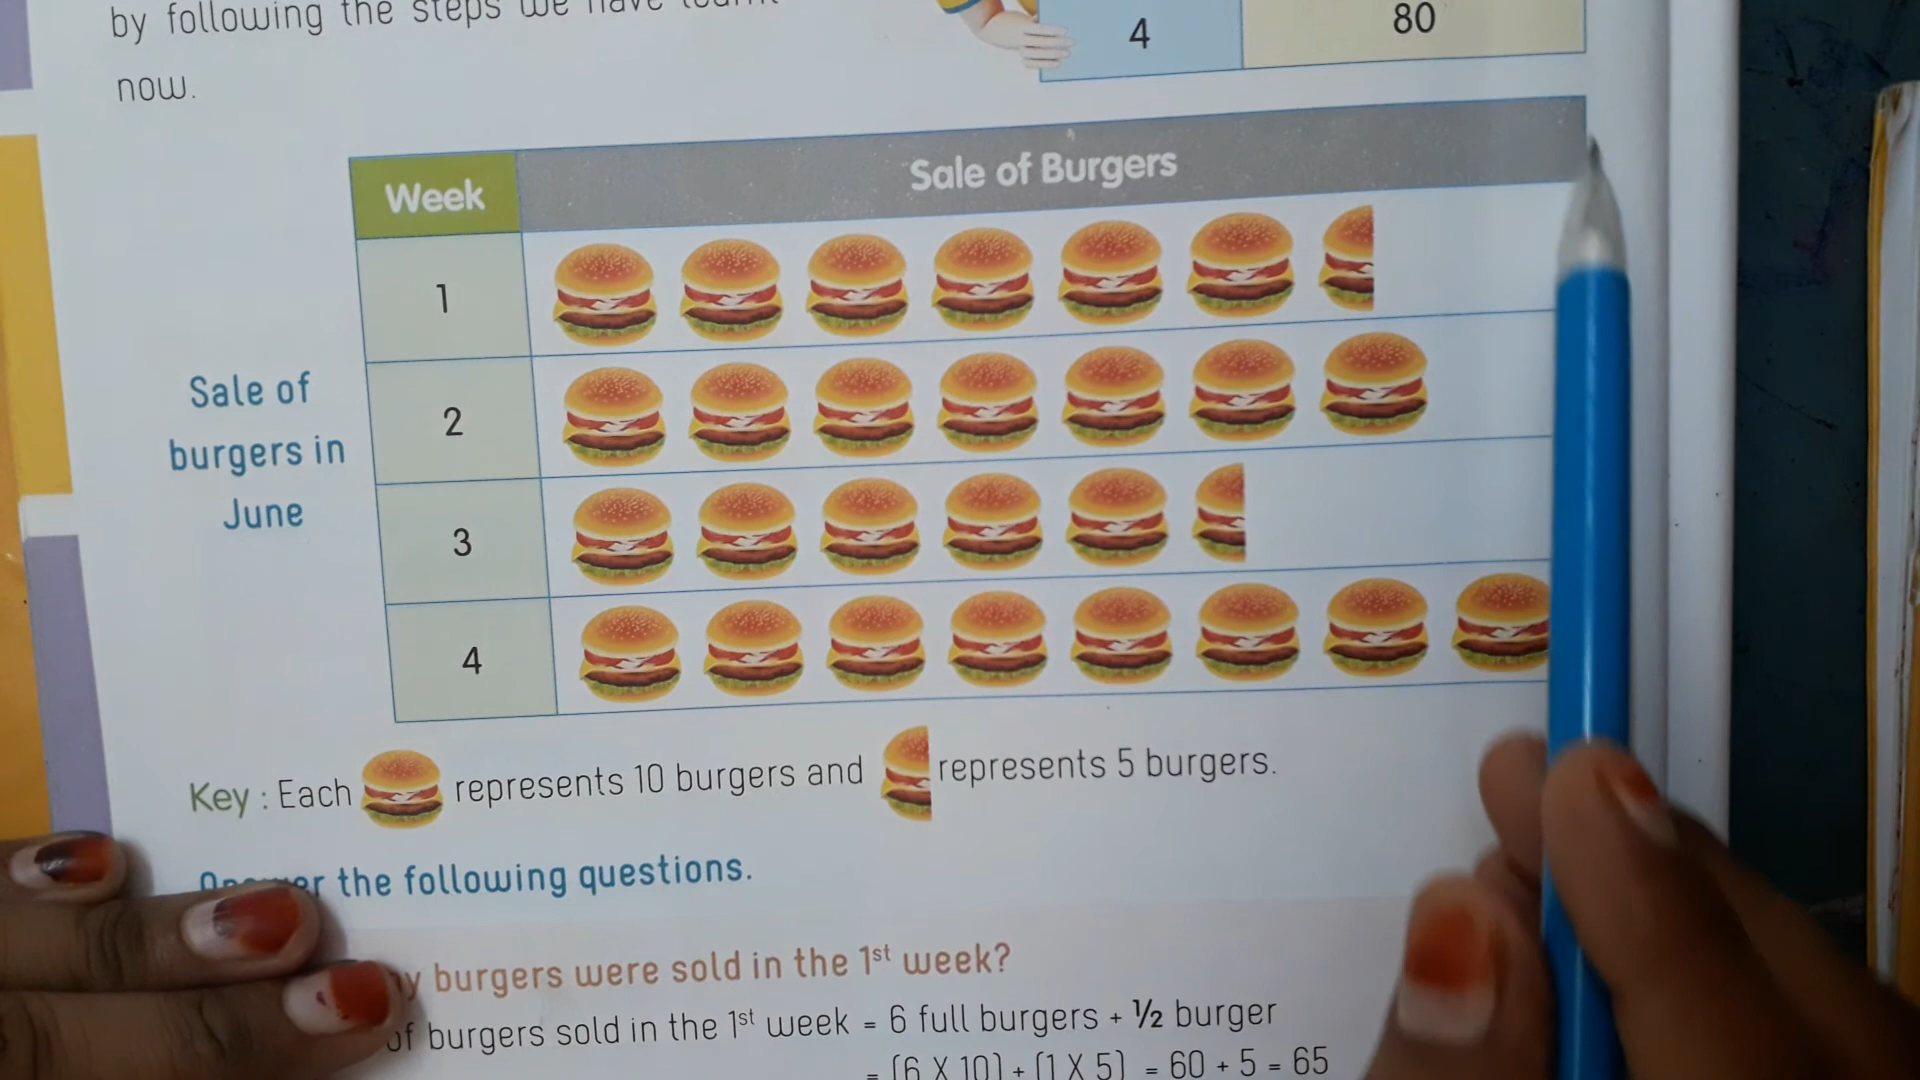 by following the steps we have learnt
now.
4 80
Week Sale of Burgers
1
2
3
4
Sale of
burgers in
June
Key : Each represents 10 burgers and represents 5 burgers.
the following questions.
burgers were sold in the 1st week?
of burgers sold in the 1st week = 6 full burgers + ½ burger
= (6 X 10) + (1 X 5) = 60 + 5 = 65